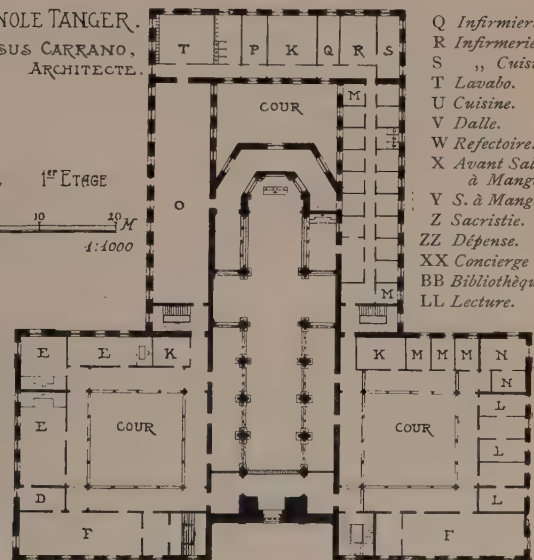 NOLE TANGER.
SUS CARRANO,
ARCHITECTE.
1er ETAGE
10 20 M
1:1000
Q Infirmier.
R Infirmerie
S „ Cuisi
T Lavabo.
U Cuisine.
V Dalle.
W Refectoire.
X Avant Sal
à Mang
Y S. à Mang
Z Sacristie.
ZZ Dépense.
XX Concierge
BB Bibliothèqu
LL Lecture.
T P K Q R S
COUR
M
O
M
E E K
K M M M N
N
E
COUR
COUR
L
L
D
L
F
F